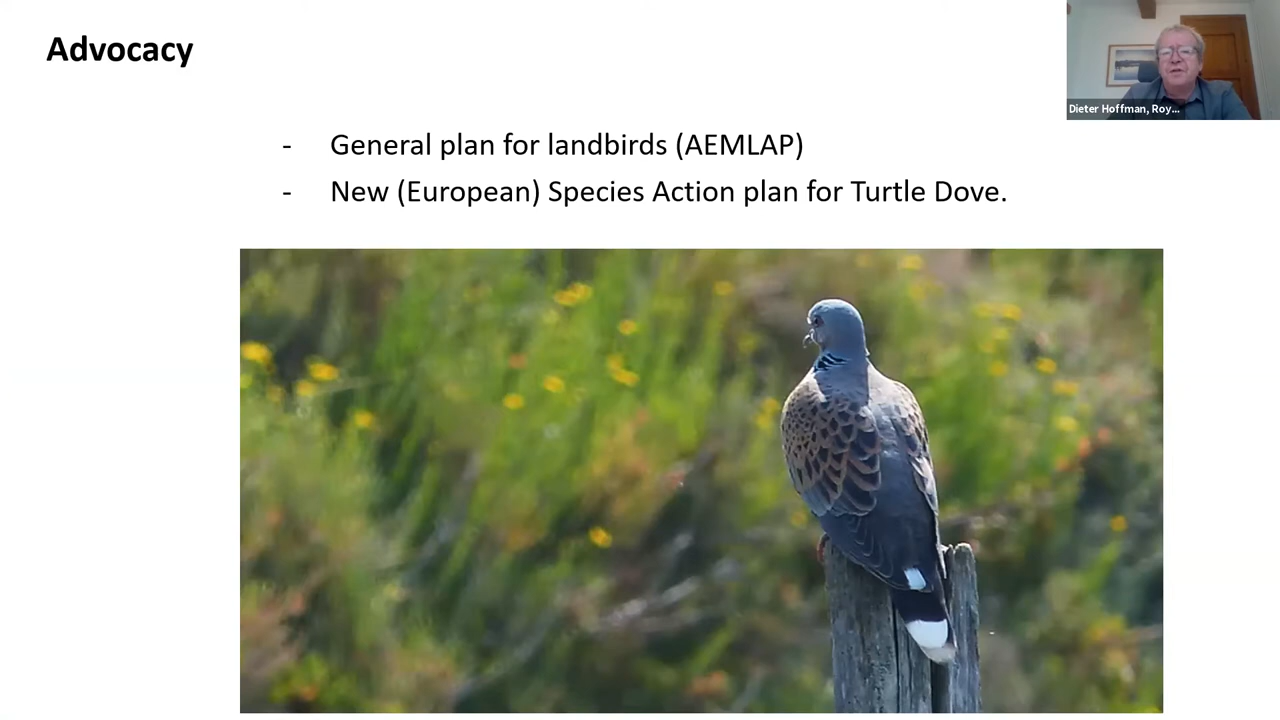 Advocacy
Dieter Hoffman, Roy...
- General plan for landbirds (AEMLAP)
- New (European) Species Action plan for Turtle Dove.